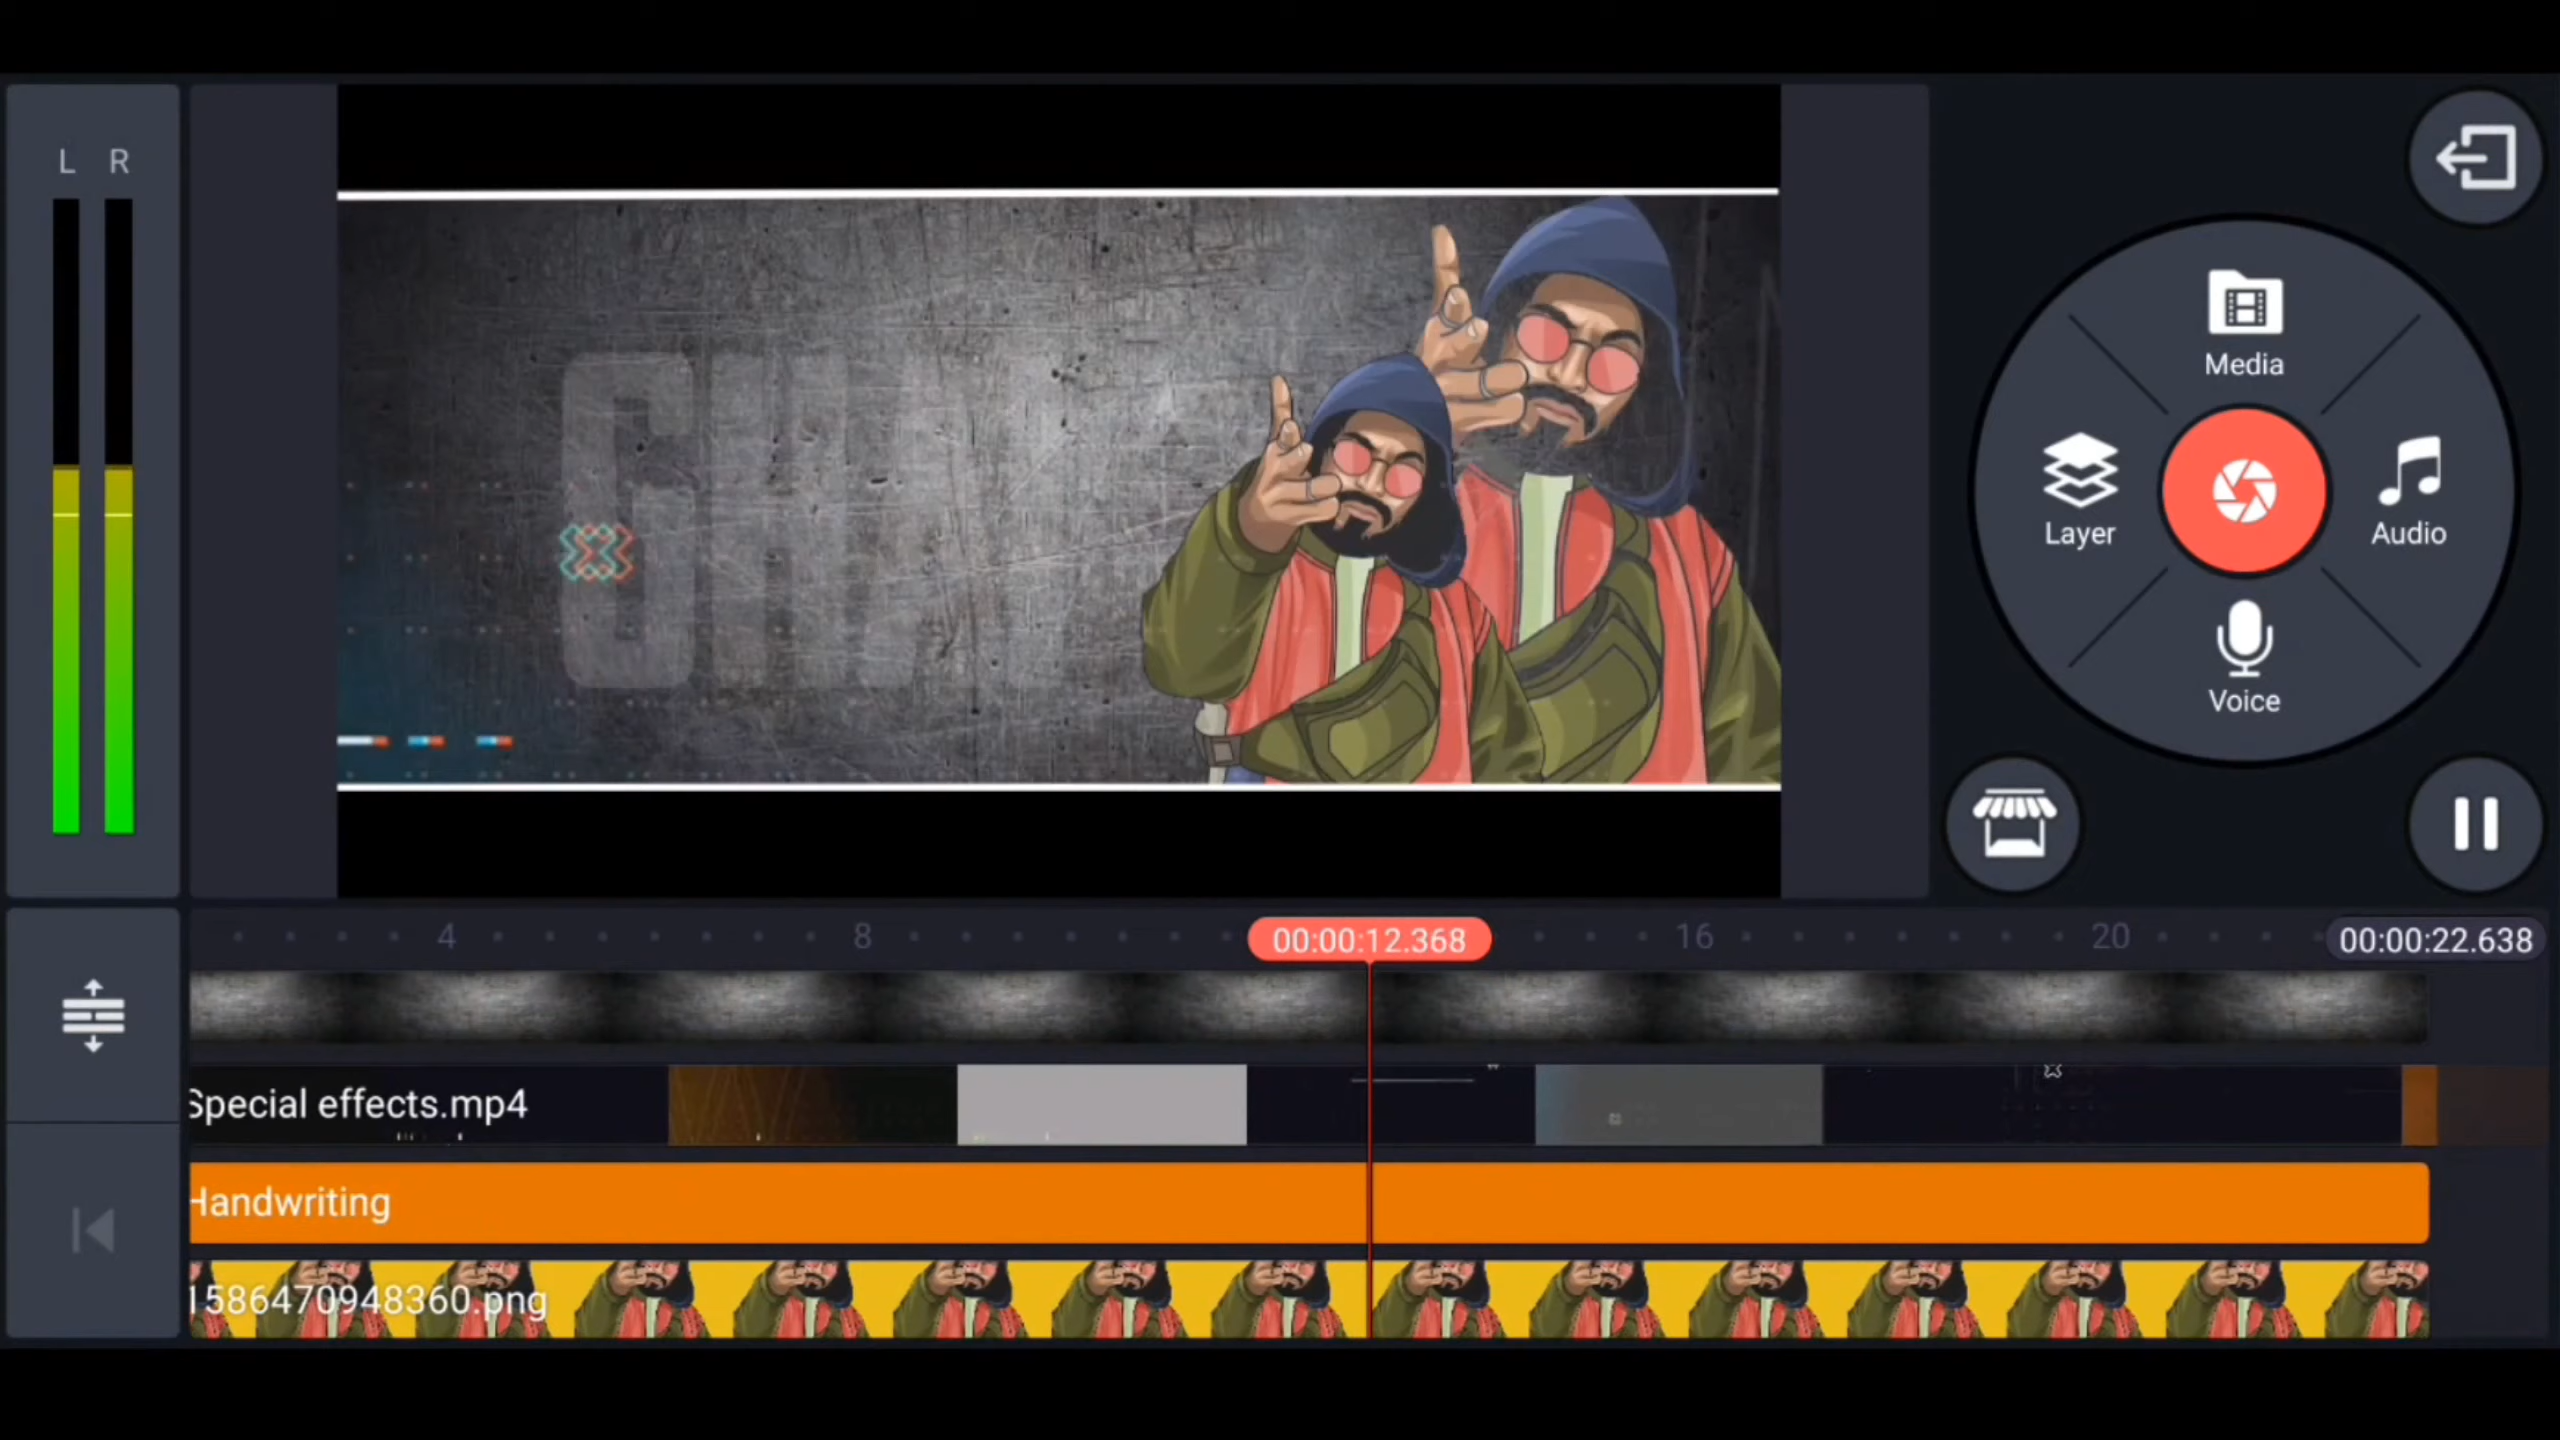 L R
Media
Layer
Audio
Voice
4 8 00:00:12.368 16 20 00:00:22.638
Special effects.mp4
Handwriting
1586470948360.png